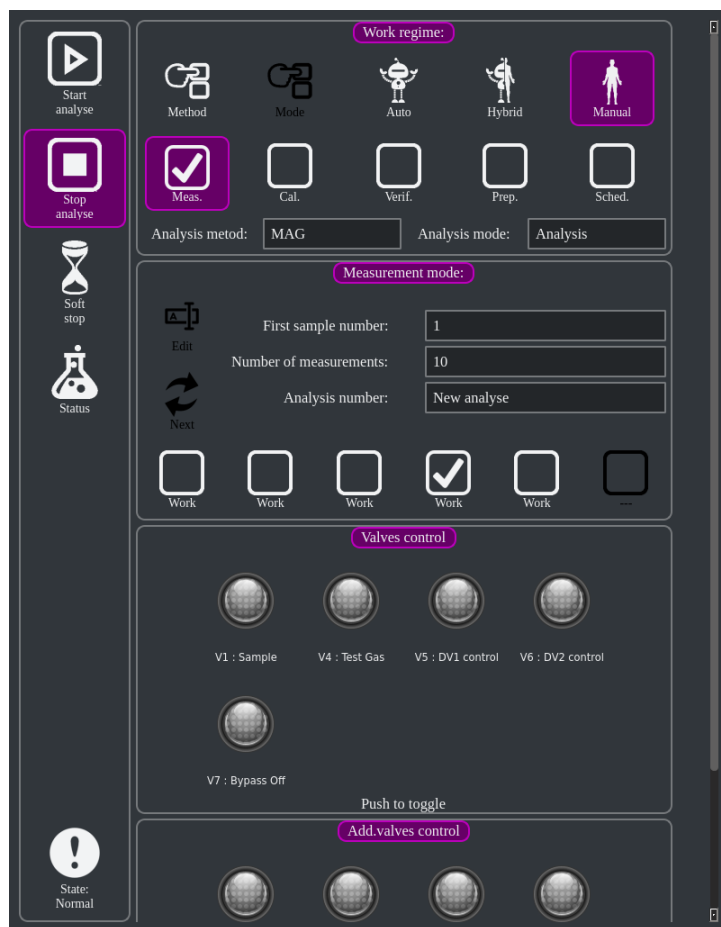 Start
analyse
Stop
analyse
Soft
stop
Status
State:
Normal
Work regime:
Method
Mode
Auto
Hybrid
Manual
Meas.
Cal.
Verif.
Prep.
Sched.
Analysis metod: MAG
Analysis mode: Analysis
Measurement mode:
Edit
Next
First sample number: 1
Number of measurements: 10
Analysis number: New analyse
Work
Work
Work
Work
Work
---
Valves control
V1 : Sample
V4 : Test Gas
V5 : DV1 control
V6 : DV2 control
V7 : Bypass Off
Push to toggle
Add.valves control